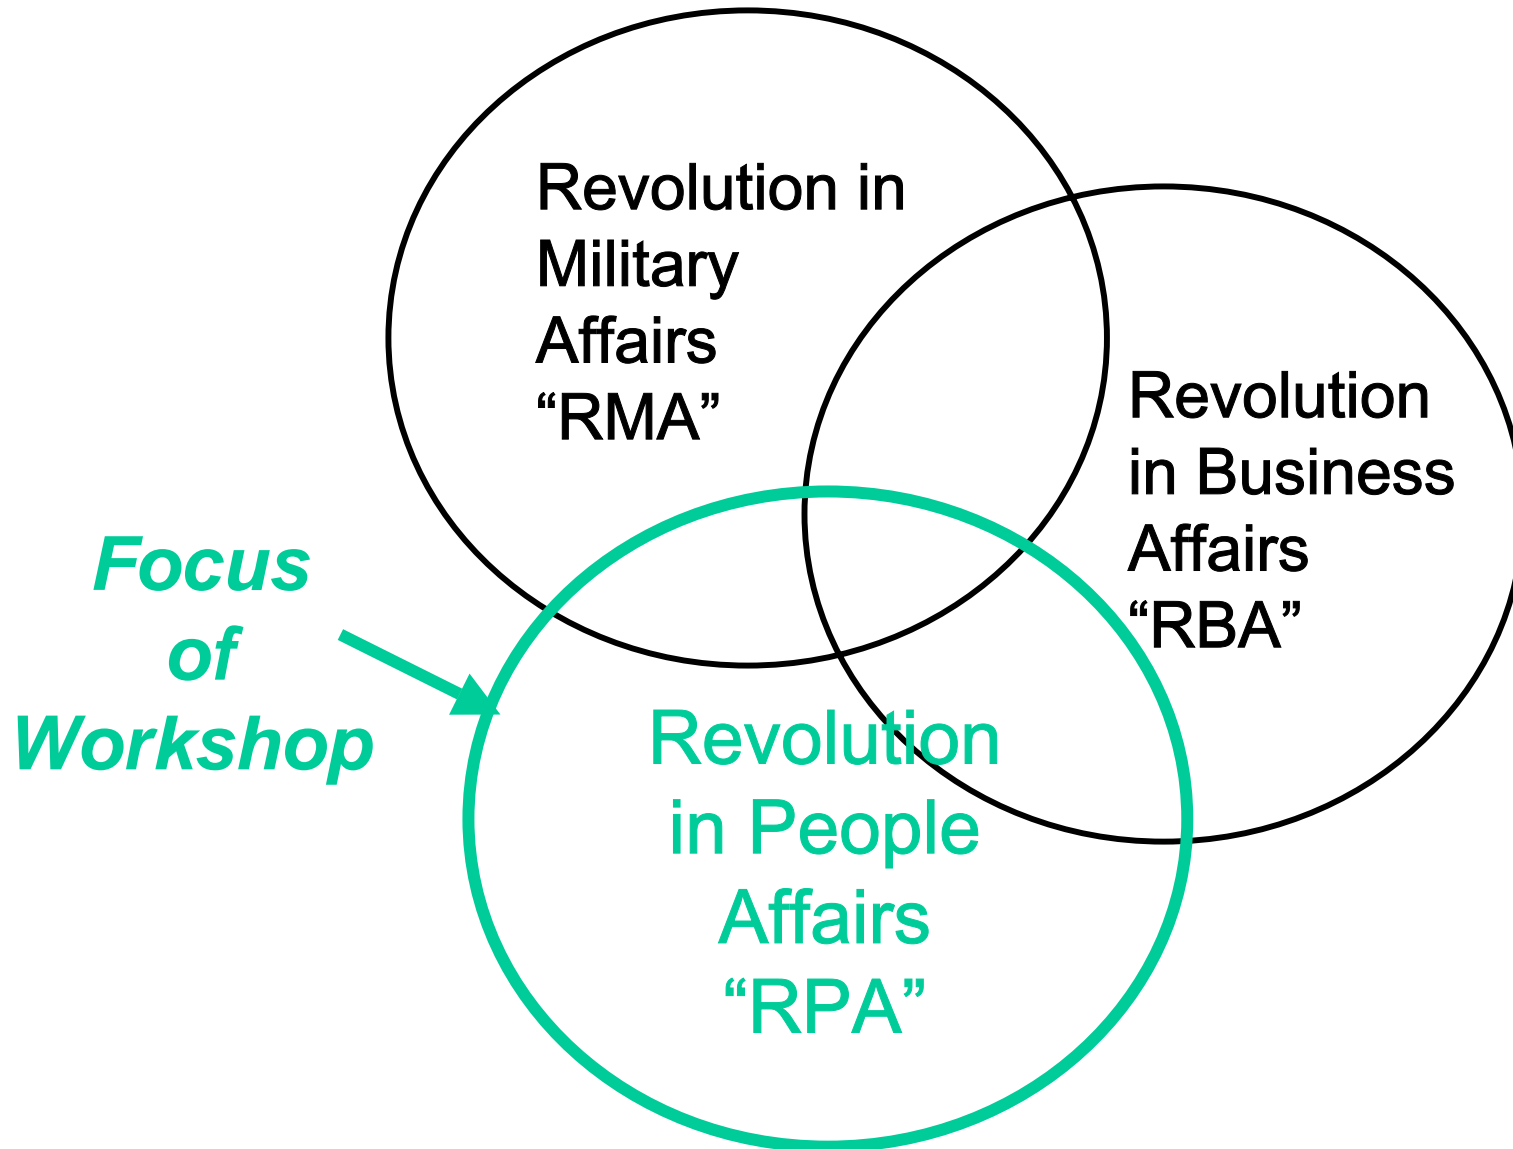 Revolution in
Military
Affairs
“RMA”
Revolution
in Business
Affairs
“RBA”
Focus
of
Workshop
Revolution
in People
Affairs
“RPA”